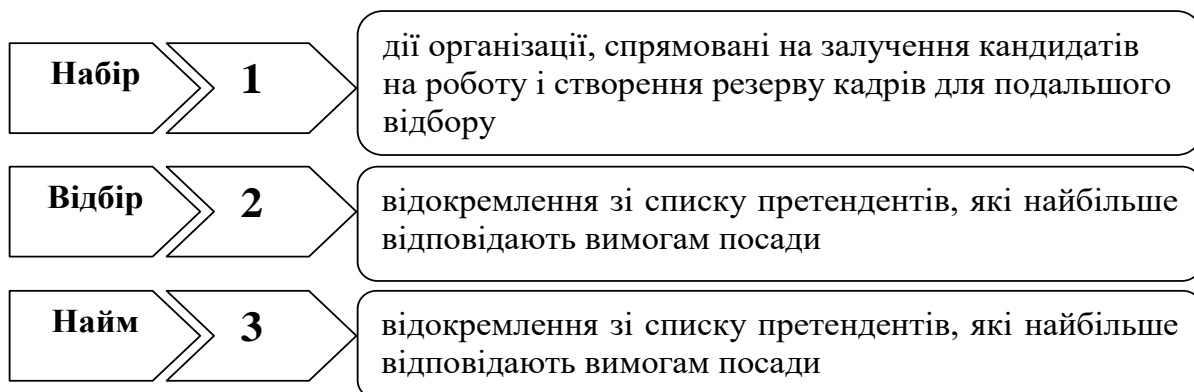 Набір
1
дії організації, спрямовані на залучення кандидатів
на роботу і створення резерву кадрів для подальшого
відбору
Відбір
2
відокремлення зі списку претендентів, які найбільше
відповідають вимогам посади
Найм
3
відокремлення зі списку претендентів, які найбільше
відповідають вимогам посади